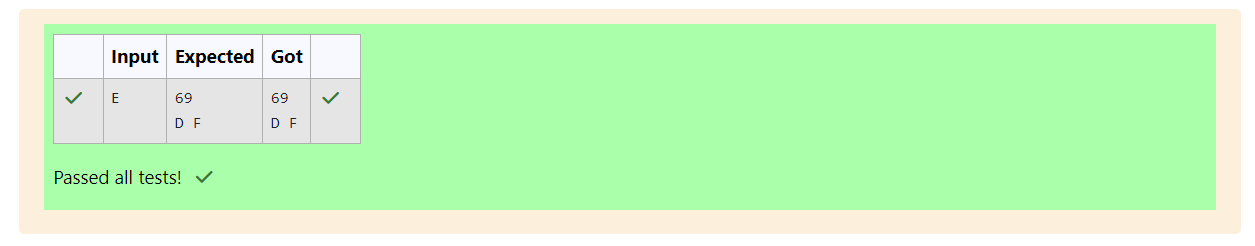 Input Expected Got
E 69 69
D F D F
Passed all tests!